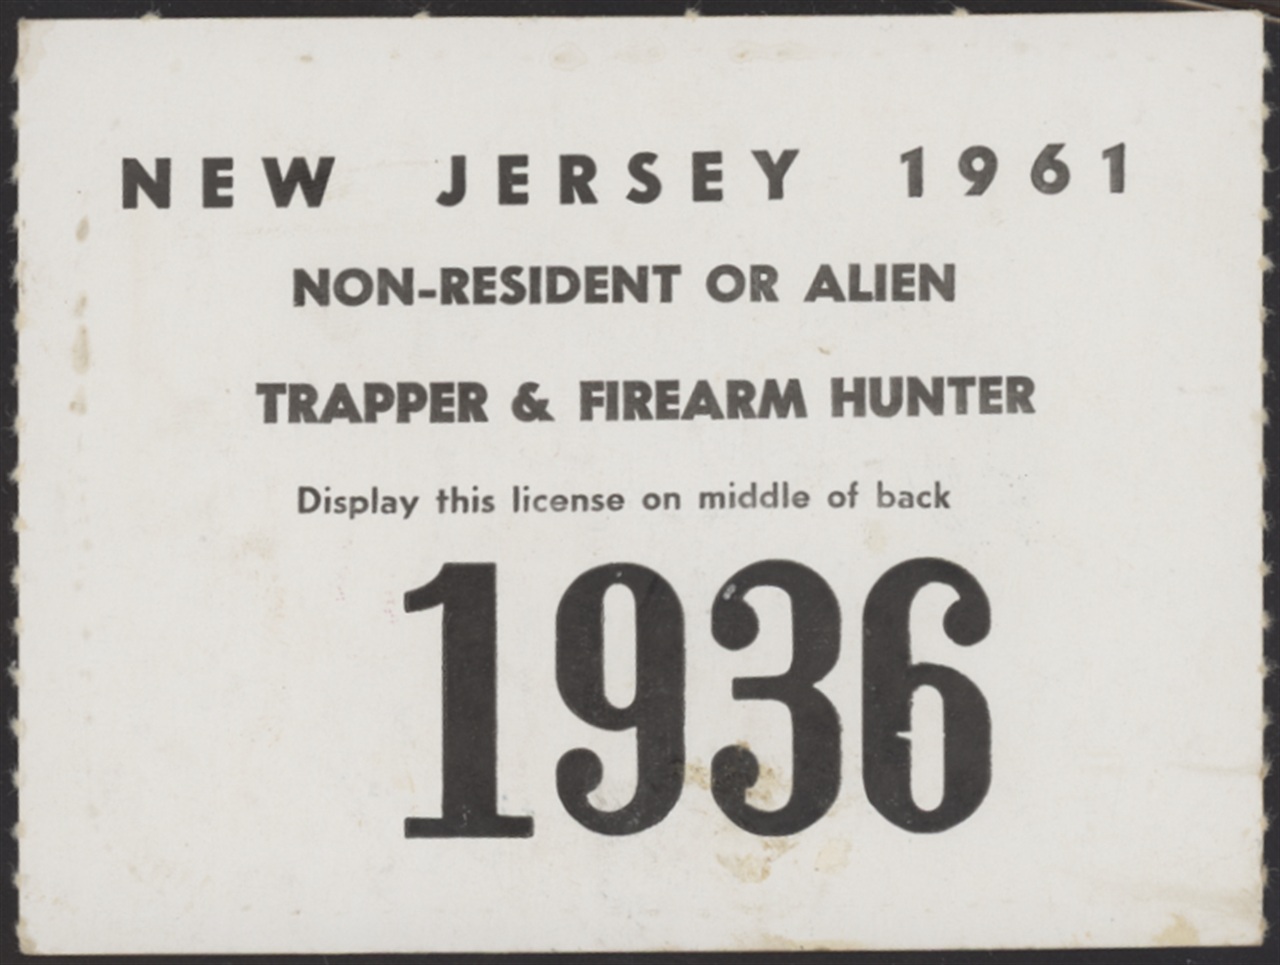 NEW JERSEY 1961
NON-RESIDENT OR ALIEN
TRAPPER & FIREARM HUNTER
Display this license on middle of back
1936